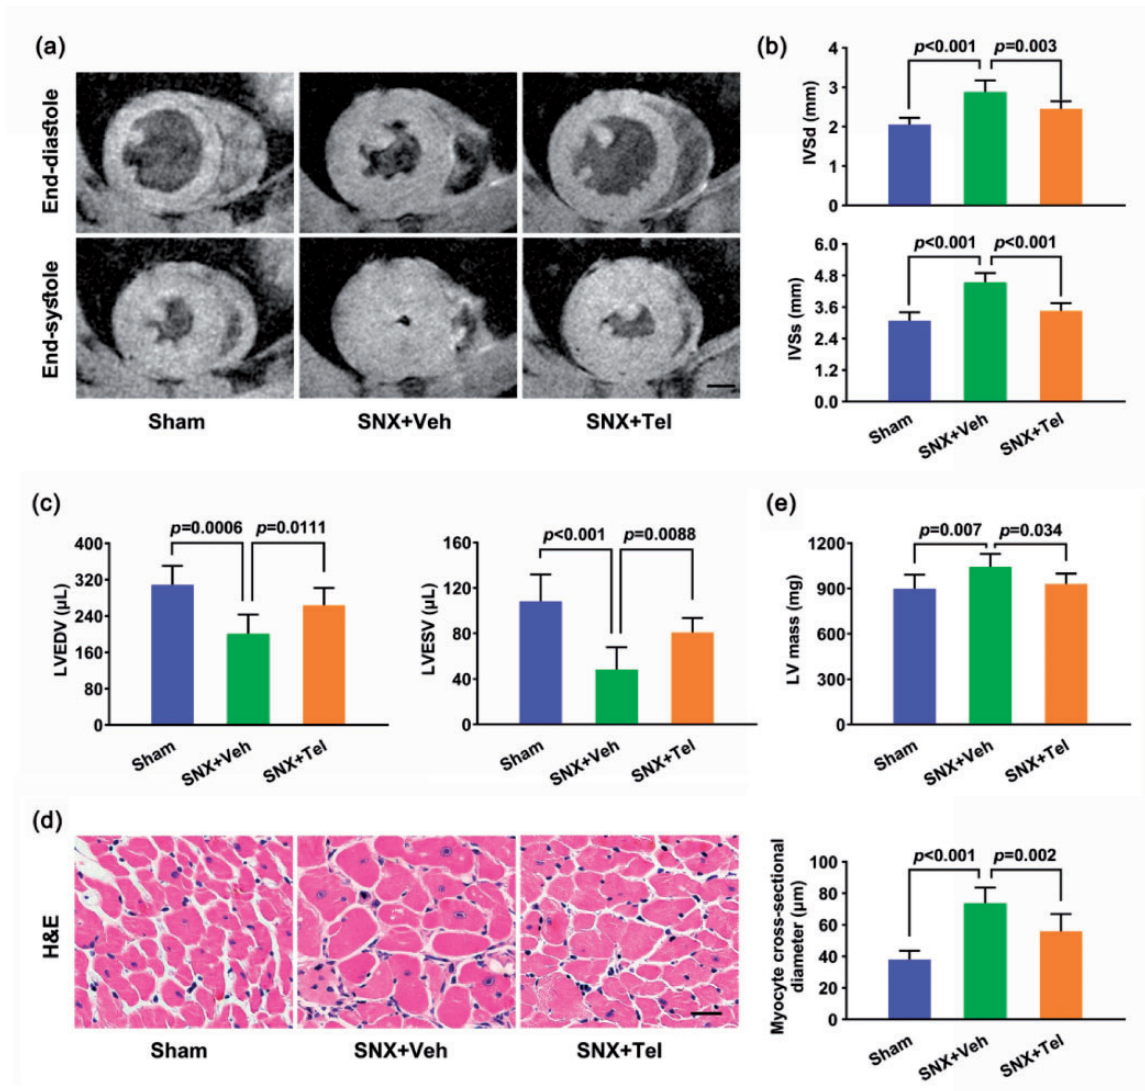 (a)
End-diastole
End-systole
Sham
SNX+Veh
SNX+Tel
(b)
p<0.001
p=0.003
IVSd (mm)
4
3
2
1
0
p<0.001
p<0.001
IVSs (mm)
6.0
4.8
3.6
2.4
1.2
0.0
Sham
SNX+Veh
SNX+Tel
(c)
p=0.0006
p=0.0111
LVEDV (µL)
400
320
240
160
80
0
Sham
SNX+Veh
SNX+Tel
p<0.001
p=0.0088
LVESV (µL)
160
120
80
40
0
Sham
SNX+Veh
SNX+Tel
(e)
p=0.007
p=0.034
LV mass (mg)
1200
900
600
300
0
Sham
SNX+Veh
SNX+Tel
(d)
H&E
Sham
SNX+Veh
SNX+Tel
p<0.001
p=0.002
Myocyte cross-sectional
diameter (µm)
100
80
60
40
20
0
Sham
SNX+Veh
SNX+Tel